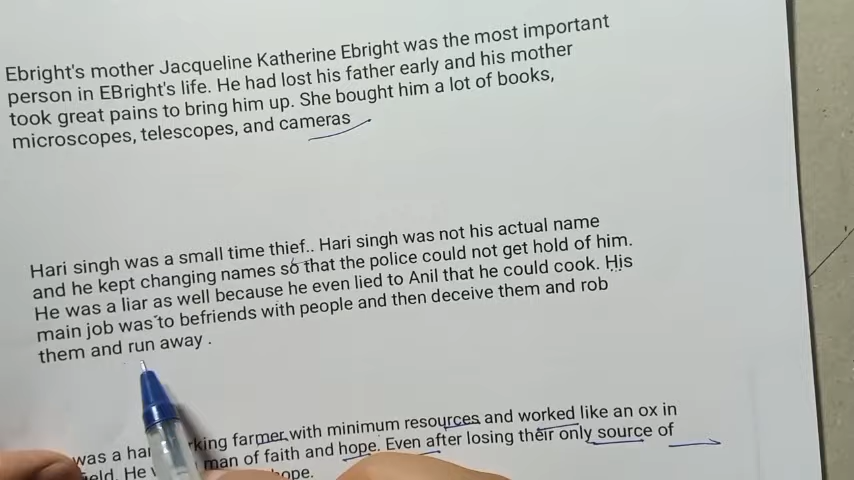 Ebright's mother Jacqueline Katherine Ebright was the most important
person in EBright's life. He had lost his father early and his mother
took great pains to bring him up. She bought him a lot of books,
microscopes, telescopes, and cameras
Hari singh was a small time thief.. Hari singh was not his actual name
and he kept changing names so that the police could not get hold of him.
He was a liar as well because he even lied to Anil that he could cook. His
main job was to befriends with people and then deceive them and rob
them and run away .
was a ha rking farmer with minimum resources and worked like an ox in
field. He man of faith and hope. Even after losing their only source of
hope.